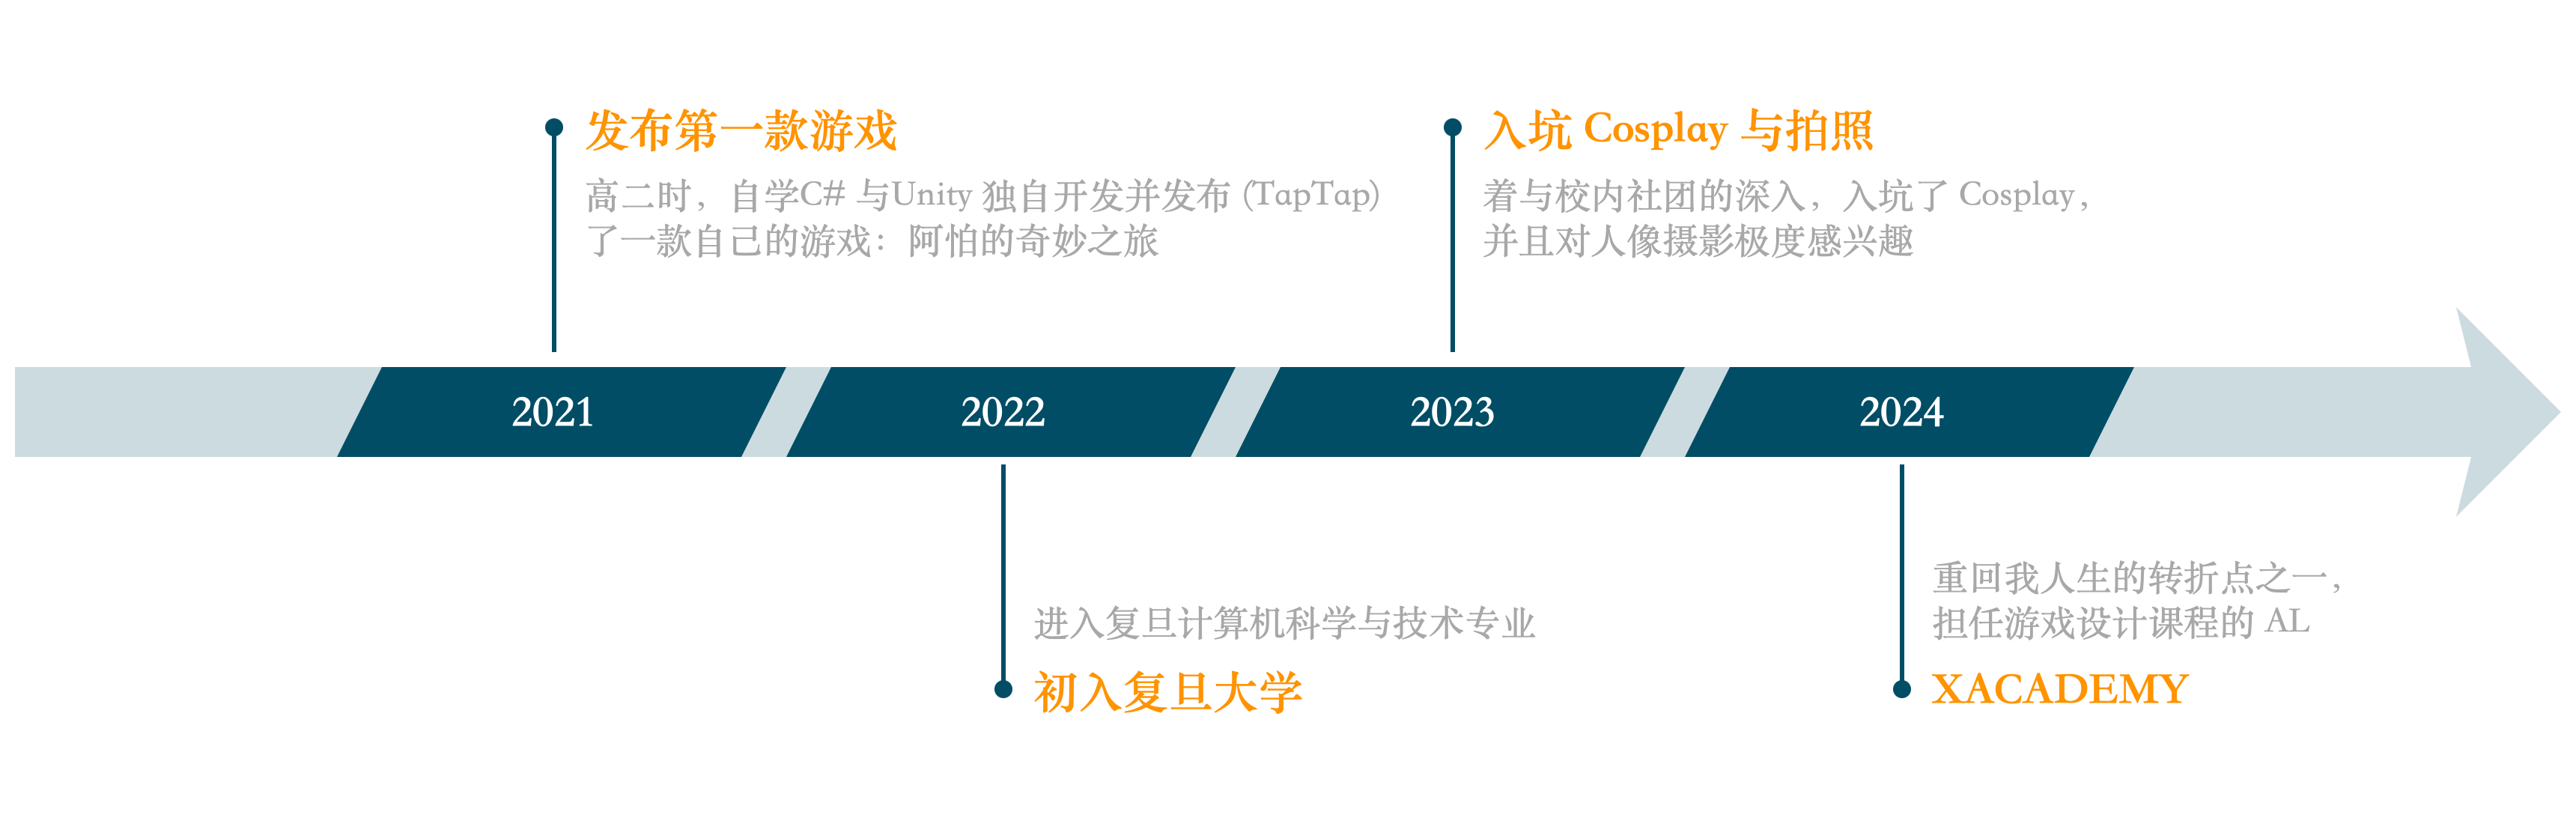 发布第一款游戏
高二时，自学C# 与Unity 独自开发并发布 (TapTap)
了一款自己的游戏：阿怕的奇妙之旅
入坑 Cosplay 与拍照
着与校内社团的深入，入坑了 Cosplay，
并且对人像摄影极度感兴趣
2021
2022
2023
2024
进入复旦计算机科学与技术专业
初入复旦大学
重回我人生的转折点之一，
担任游戏设计课程的 AL
XACADEMY